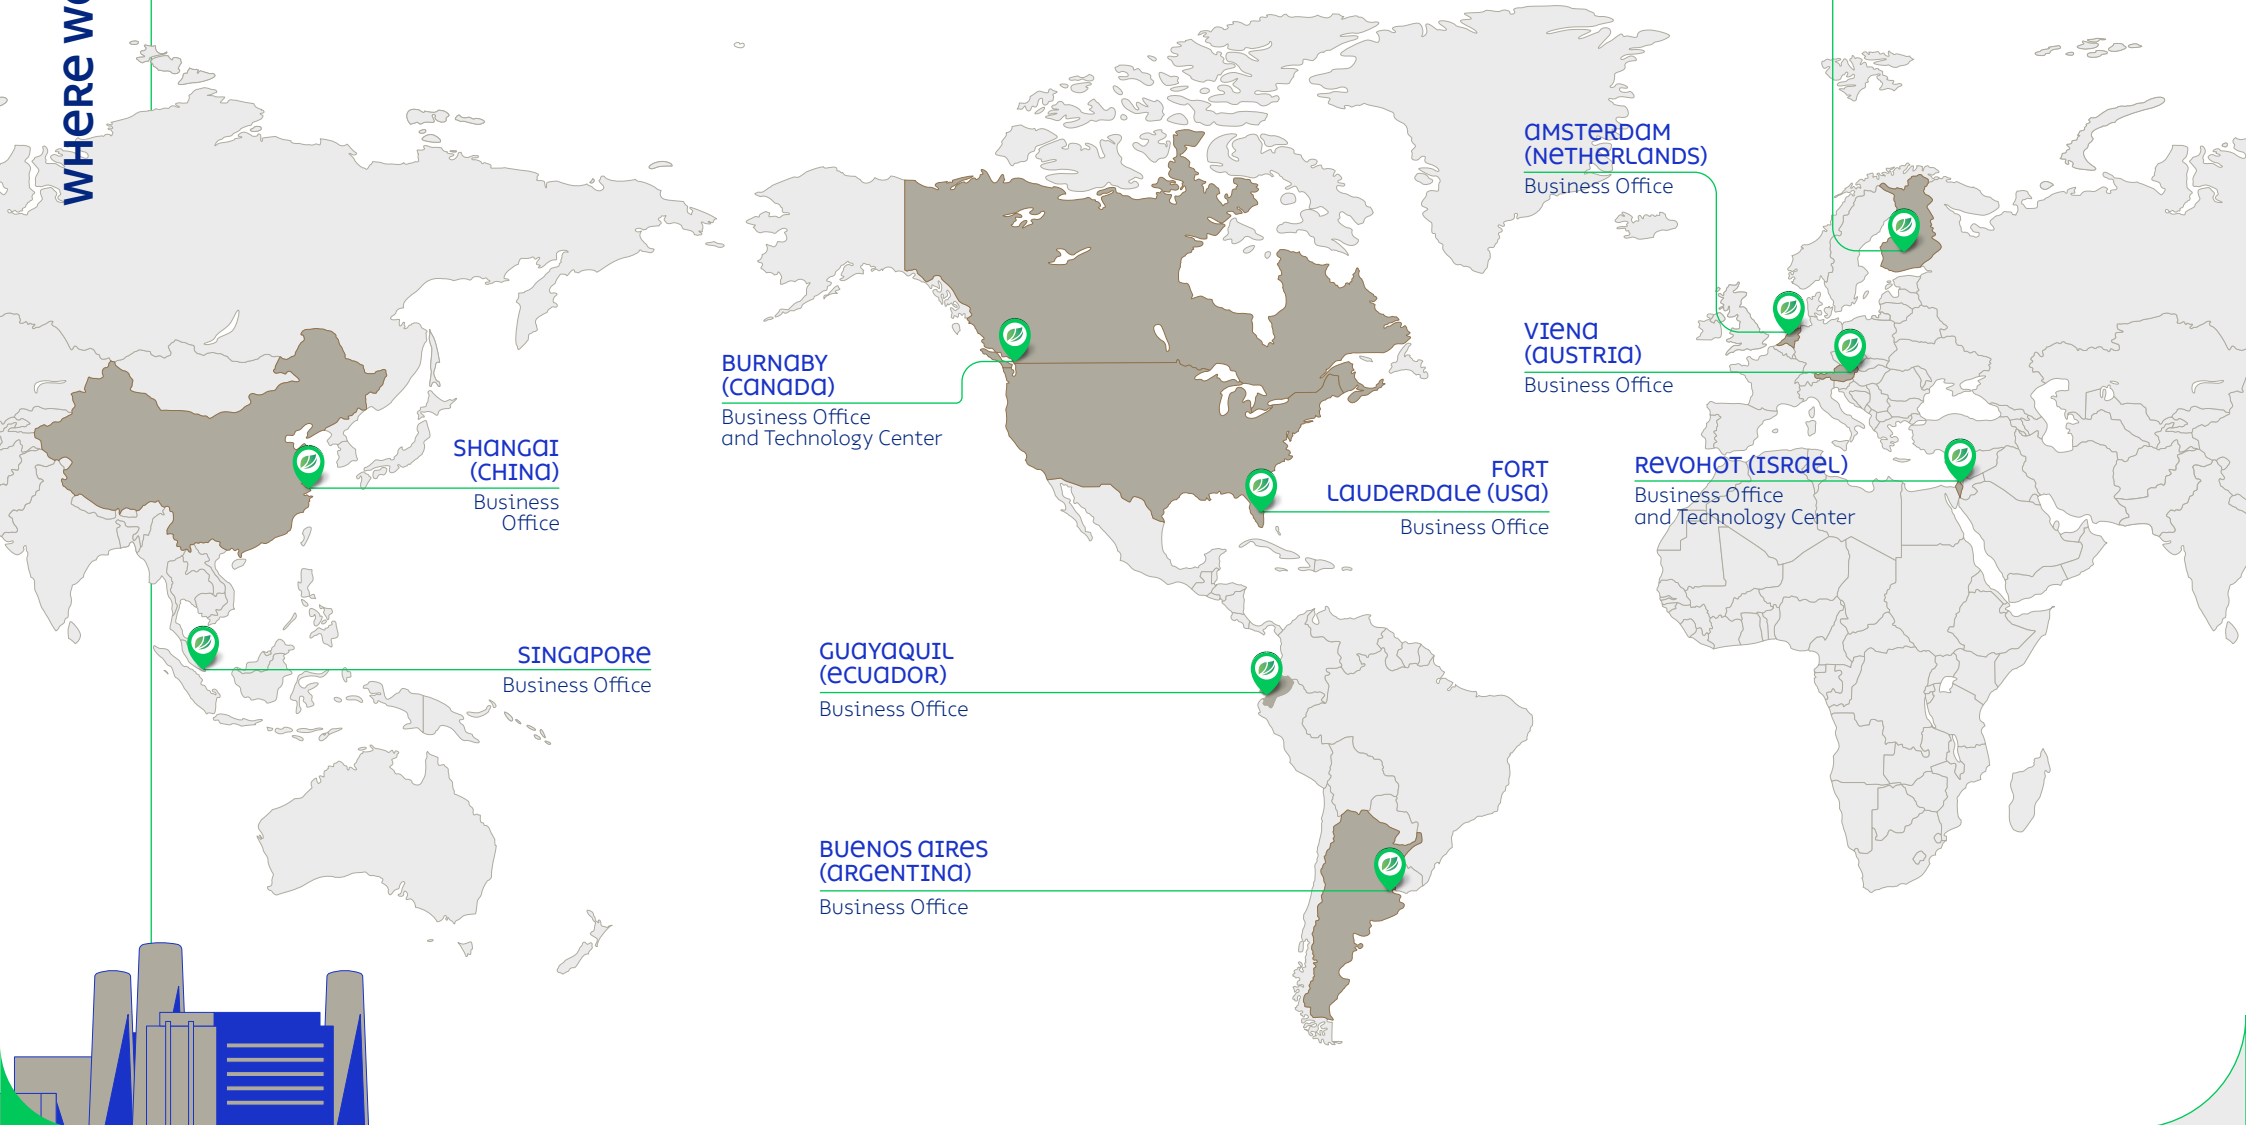 WHERE
AMSTERDAM
(NETHERLANDS)
Business Office
VIENA
(AUSTRIA)
Business Office
BURNABY
(CANADA)
Business Office
and Technology Center
SHANGAI
(CHINA)
Business
Office
FORT
LAUDERDALE (USA)
Business Office
REVOHOT (ISRAEL)
Business Office
and Technology Center
SINGAPORE
Business Office
GUAYAQUIL
(ECUADOR)
Business Office
BUENOS AIRES
(ARGENTINA)
Business Office